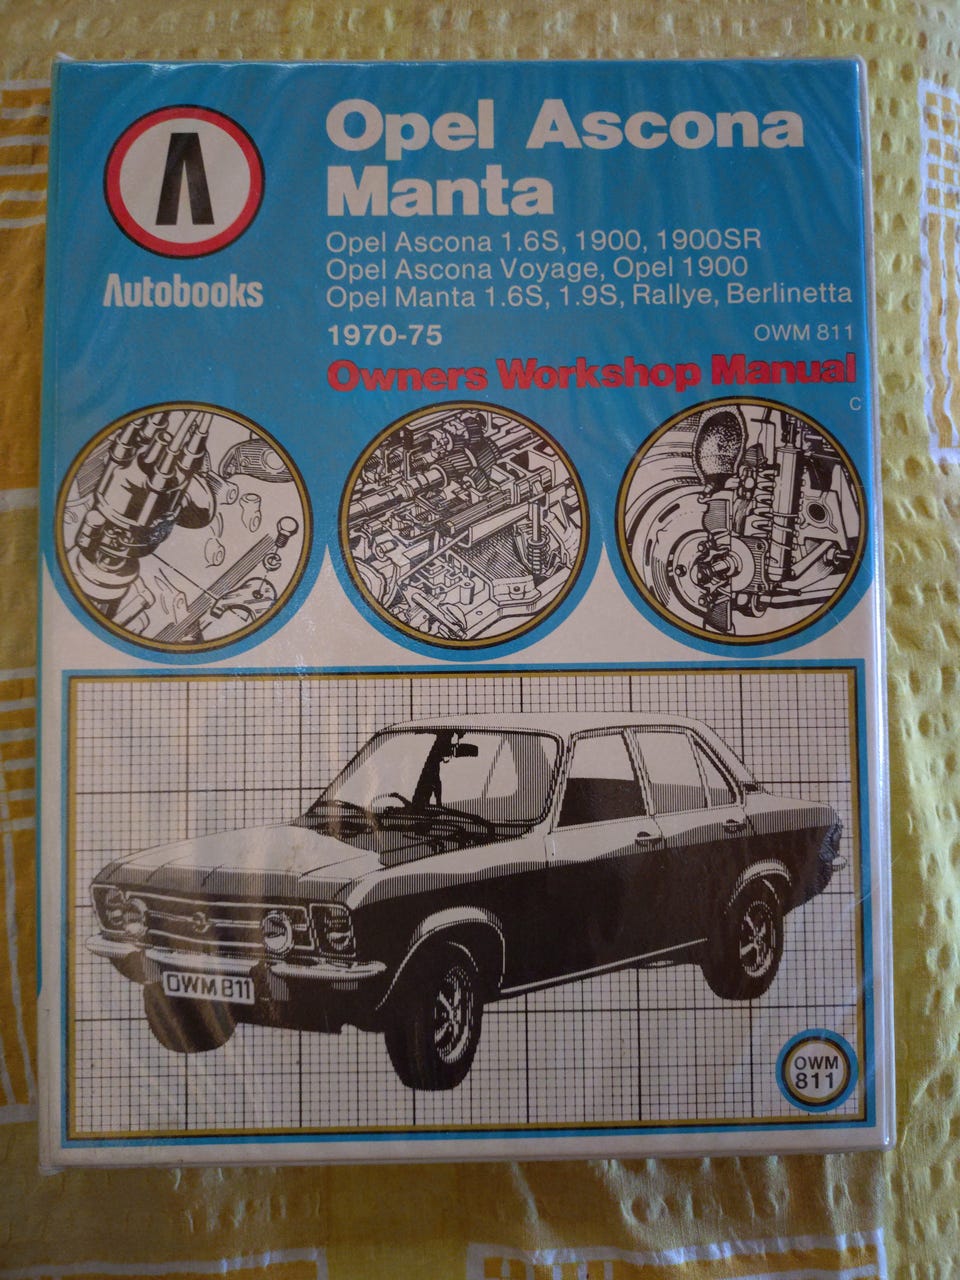 Autobooks
Opel Ascona
Manta
Opel Ascona 1.6S, 1900, 1900SR
Opel Ascona Voyage, Opel 1900
Opel Manta 1.6S, 1.9S, Rallye, Berlinetta
1970-75
OWM 811
Owners Workshop Manual
C
OWM 811
OWM
811